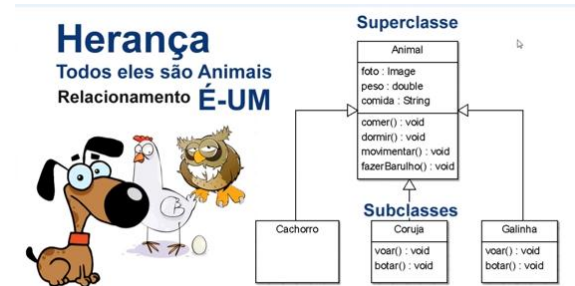 Herança
Todos eles são Animais
Relacionamento É-UM
Superclasse
Animal
foto : Image
peso : double
comida : String
comer() : void
dormir() : void
movimentar() : void
fazerBarulho() : void
Subclasses
Cachorro
Coruja
voar() : void
botar() : void
Galinha
voar() : void
botar() : void